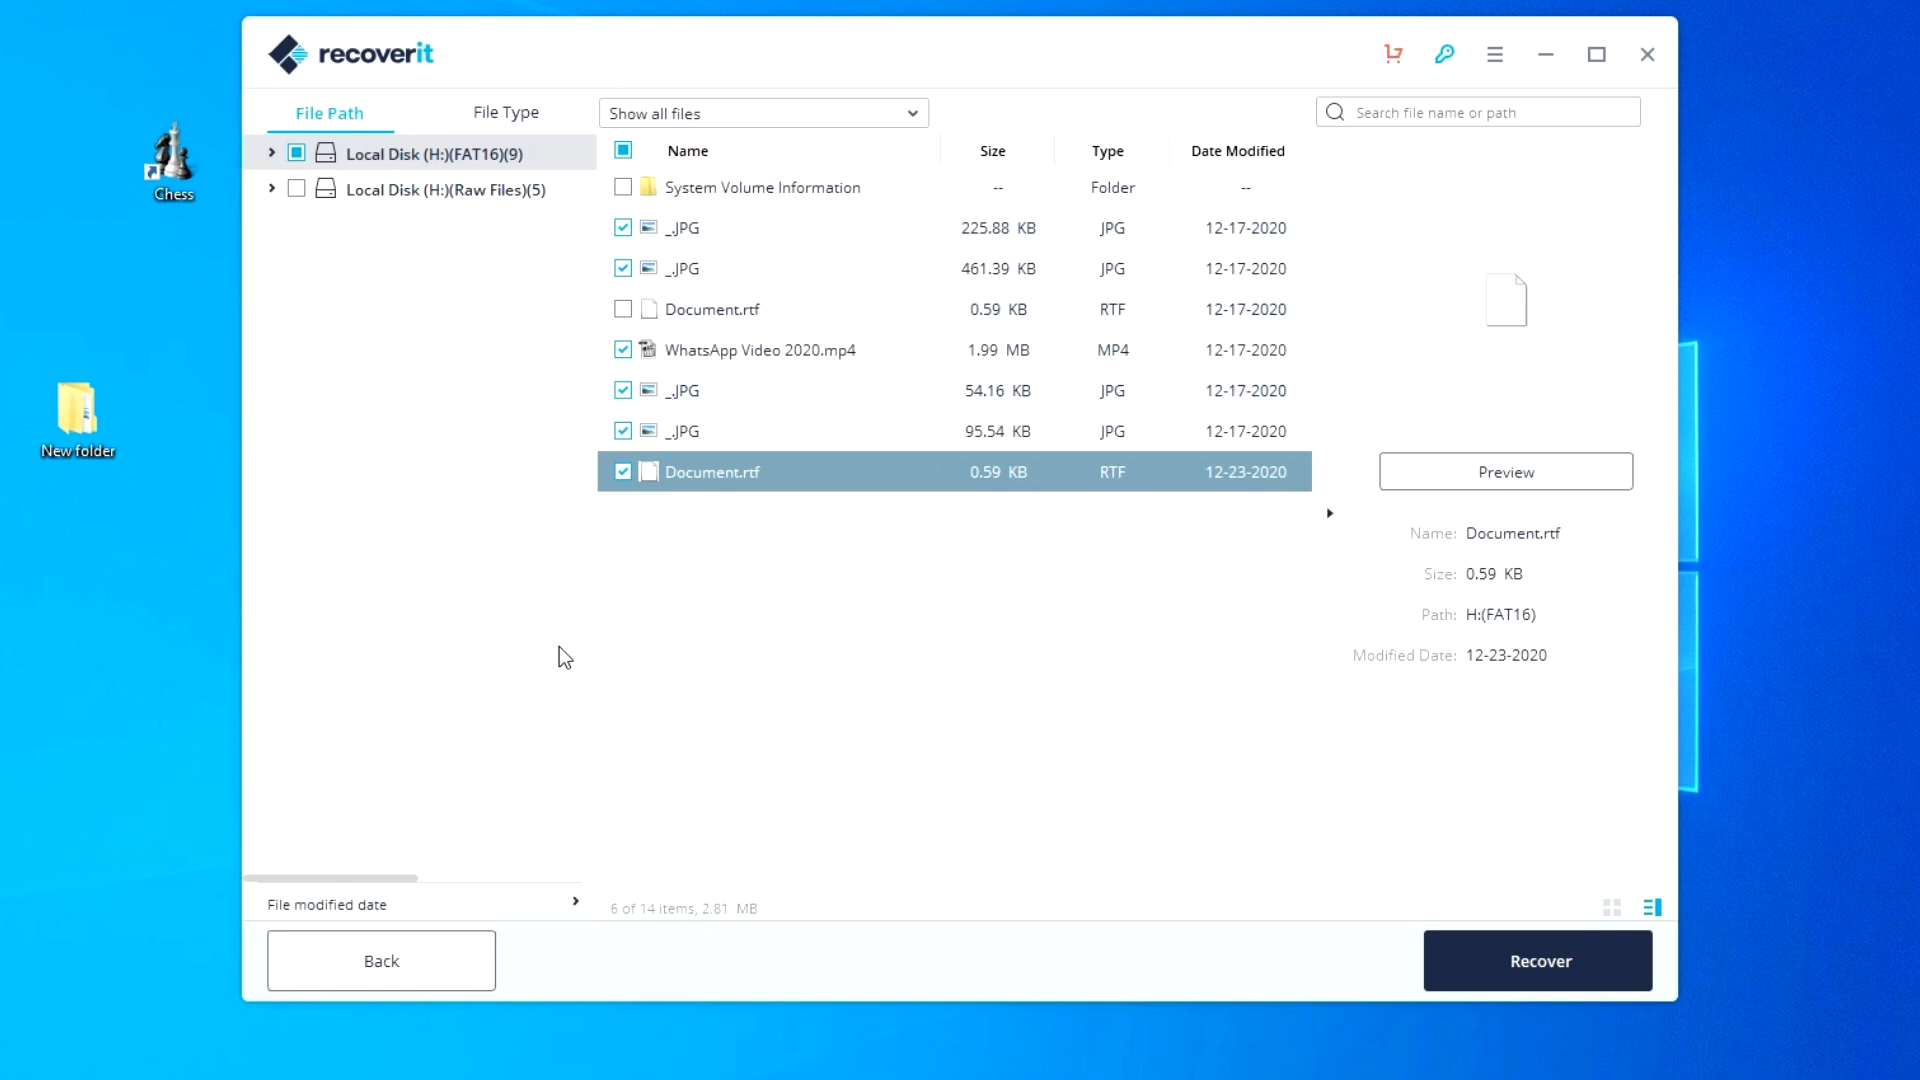 recoverit
File Path
File Type
Show all files
Search file name or path
Local Disk (H:)(FAT16)(9)
Local Disk (H:)(Raw Files)(5)
Name Size Type Date Modified
System Volume Information -- Folder --
_.JPG 225.88 KB JPG 12-17-2020
_.JPG 461.39 KB JPG 12-17-2020
Document.rtf 0.59 KB RTF 12-17-2020
WhatsApp Video 2020.mp4 1.99 MB MP4 12-17-2020
_.JPG 54.16 KB JPG 12-17-2020
_.JPG 95.54 KB JPG 12-17-2020
Document.rtf 0.59 KB RTF 12-23-2020
Preview
Name: Document.rtf
Size: 0.59 KB
Path: H:(FAT16)
Modified Date: 12-23-2020
File modified date
6 of 14 items, 2.81 MB
Back
Recover
Chess
New folder